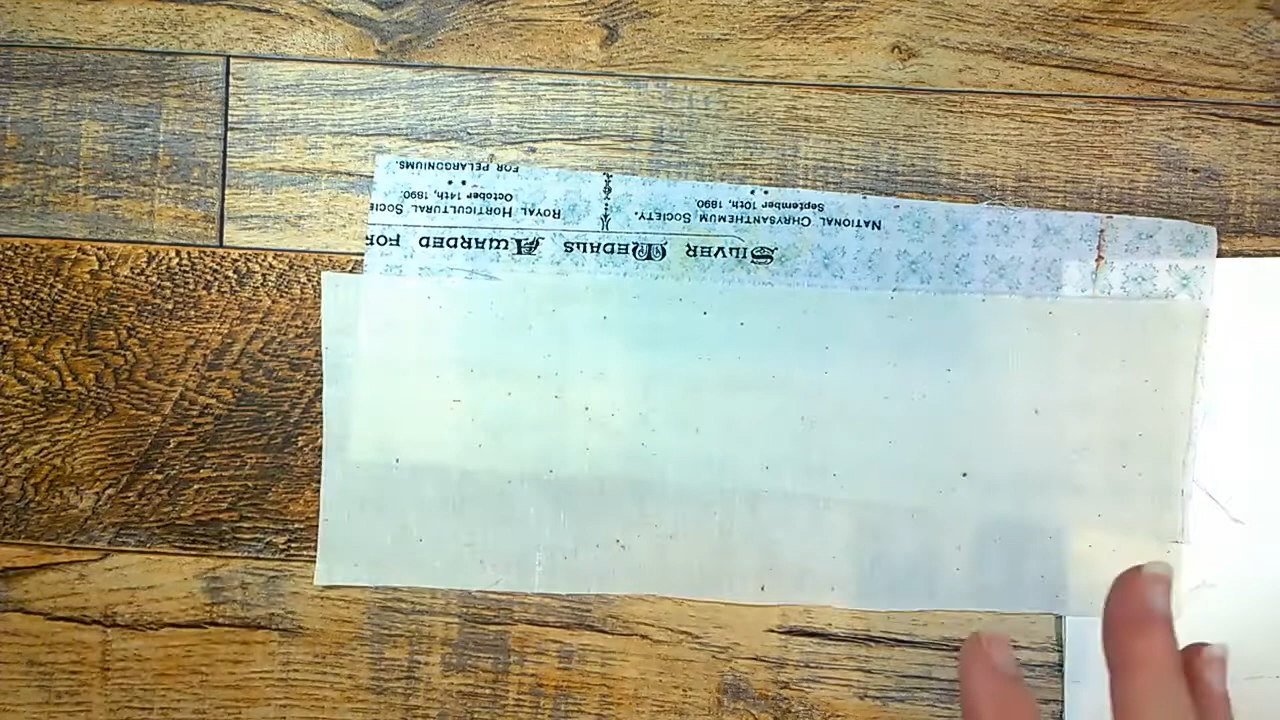 SILVER MEDALS AWARDED FOR
NATIONAL CHRYSANTHEMUM SOCIETY.
September 10th, 1890.
ROYAL HORTICULTURAL SOCIE
October 14th, 1890.
FOR PELARGONIUMS.